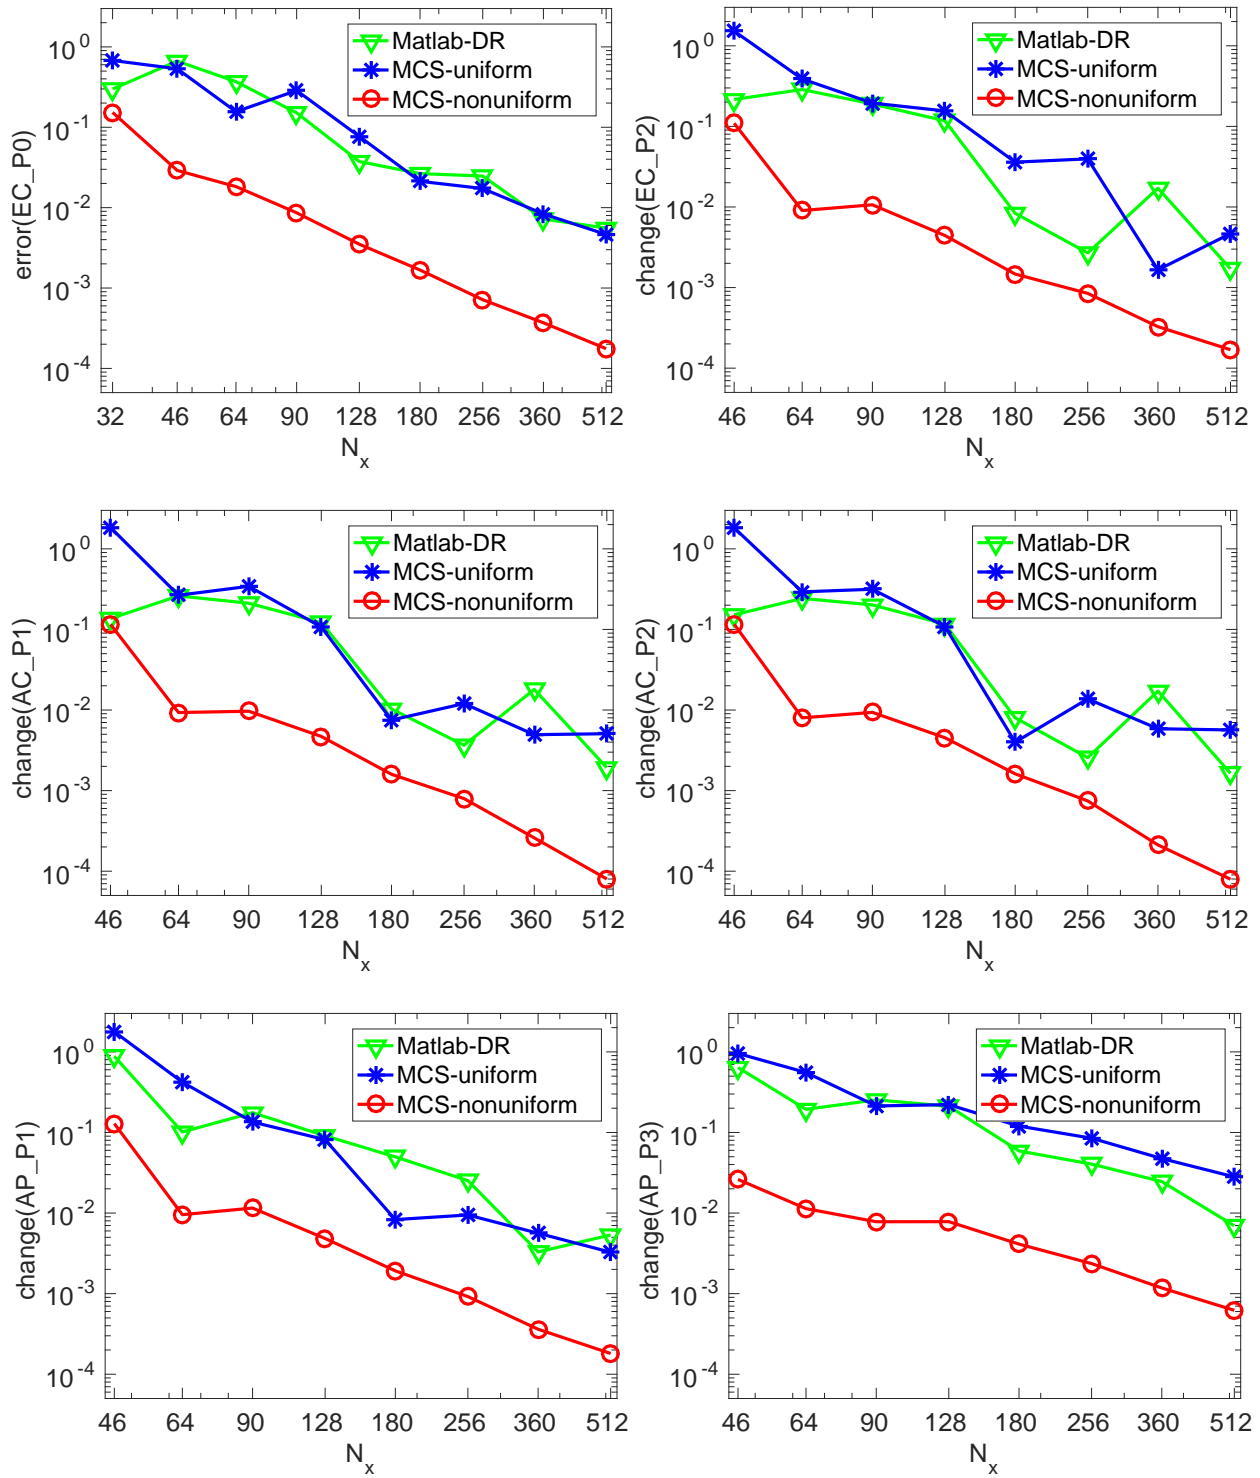 error(EC_P0)
10^0
10^-1
10^-2
10^-3
10^-4
Matlab-DR
MCS-uniform
MCS-nonuniform
32 46 64 90 128 180 256 360 512
N_x
change(EC_P2)
10^0
10^-1
10^-2
10^-3
10^-4
Matlab-DR
MCS-uniform
MCS-nonuniform
46 64 90 128 180 256 360 512
N_x
change(AC_P1)
10^0
10^-1
10^-2
10^-3
10^-4
Matlab-DR
MCS-uniform
MCS-nonuniform
46 64 90 128 180 256 360 512
N_x
change(AC_P2)
10^0
10^-1
10^-2
10^-3
10^-4
Matlab-DR
MCS-uniform
MCS-nonuniform
46 64 90 128 180 256 360 512
N_x
change(AP_P1)
10^0
10^-1
10^-2
10^-3
10^-4
Matlab-DR
MCS-uniform
MCS-nonuniform
46 64 90 128 180 256 360 512
N_x
change(AP_P3)
10^0
10^-1
10^-2
10^-3
10^-4
Matlab-DR
MCS-uniform
MCS-nonuniform
46 64 90 128 180 256 360 512
N_x